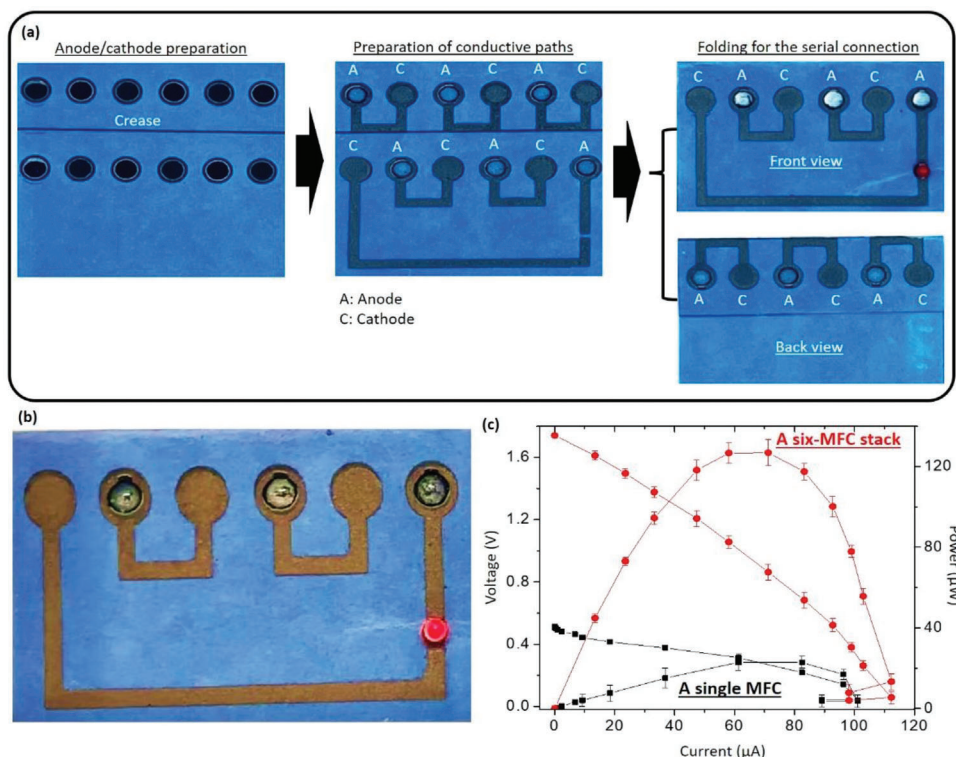 (a)
Anode/cathode preparation
Preparation of conductive paths
Folding for the serial connection
Crease
A C A C A C
C A C A C A
A: Anode
C: Cathode
C A C A C A
Front view
A C A C A C
Back view
(b)
(c)
A six-MFC stack
A single MFC
Voltage (V)
0.0
0.4
0.8
1.2
1.6
Power (µW)
0
40
80
120
0 20 40 60 80 100 120
Current (µA)